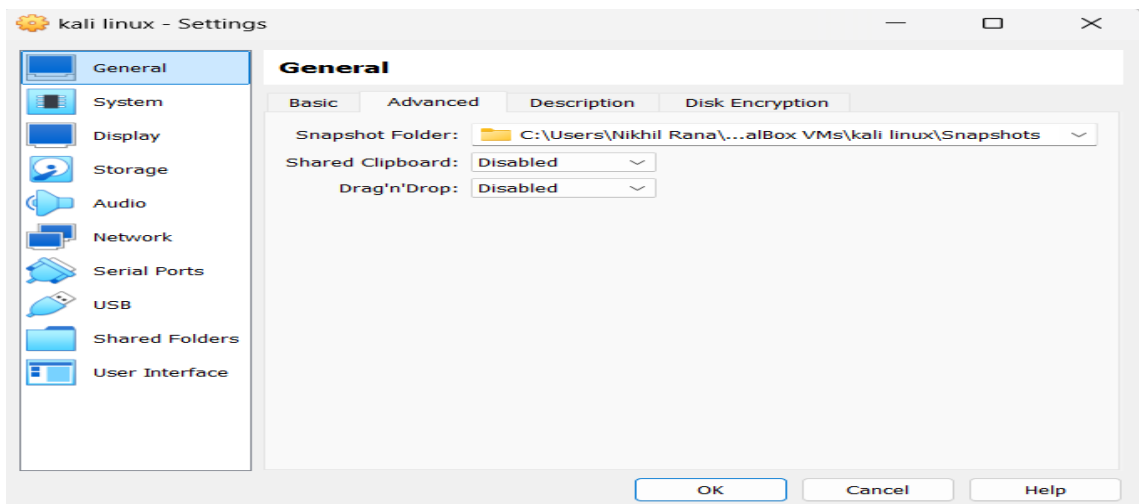 kali linux - Settings
General
System
Display
Storage
Audio
Network
Serial Ports
USB
Shared Folders
User Interface
General
Basic Advanced Description Disk Encryption
Snapshot Folder: C:\Users\Nikhil Rana\...alBox VMs\kali linux\Snapshots
Shared Clipboard: Disabled
Drag'n'Drop: Disabled
OK Cancel Help